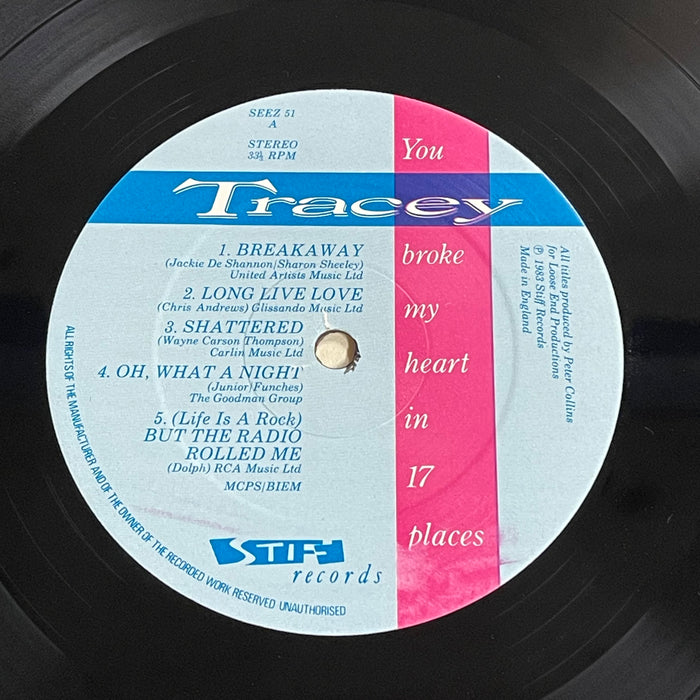 SEEZ 51
A
STEREO
33⅓ RPM
You
Tracey
broke
my
heart
in
17
places
1. BREAKAWAY
(Jackie De Shannon/Sharon Sheeley)
United Artists Music Ltd
2. LONG LIVE LOVE
(Chris Andrews) Glissando Music Ltd
3. SHATTERED
(Wayne Carson Thompson)
Carlin Music Ltd
4. OH, WHAT A NIGHT
(Junior/Funches)
The Goodman Group
5. (Life Is A Rock)
BUT THE RADIO
ROLLED ME
(Dolph) RCA Music Ltd
MCPS/BIEM
All titles produced by Peter Collins
for Loose End Productions
℗ 1983 Stiff Records
Made in England
STIFF
records
ALL RIGHTS OF THE MANUFACTURER AND OF THE OWNER OF THE RECORDED WORK RESERVED UNAUTHORISED